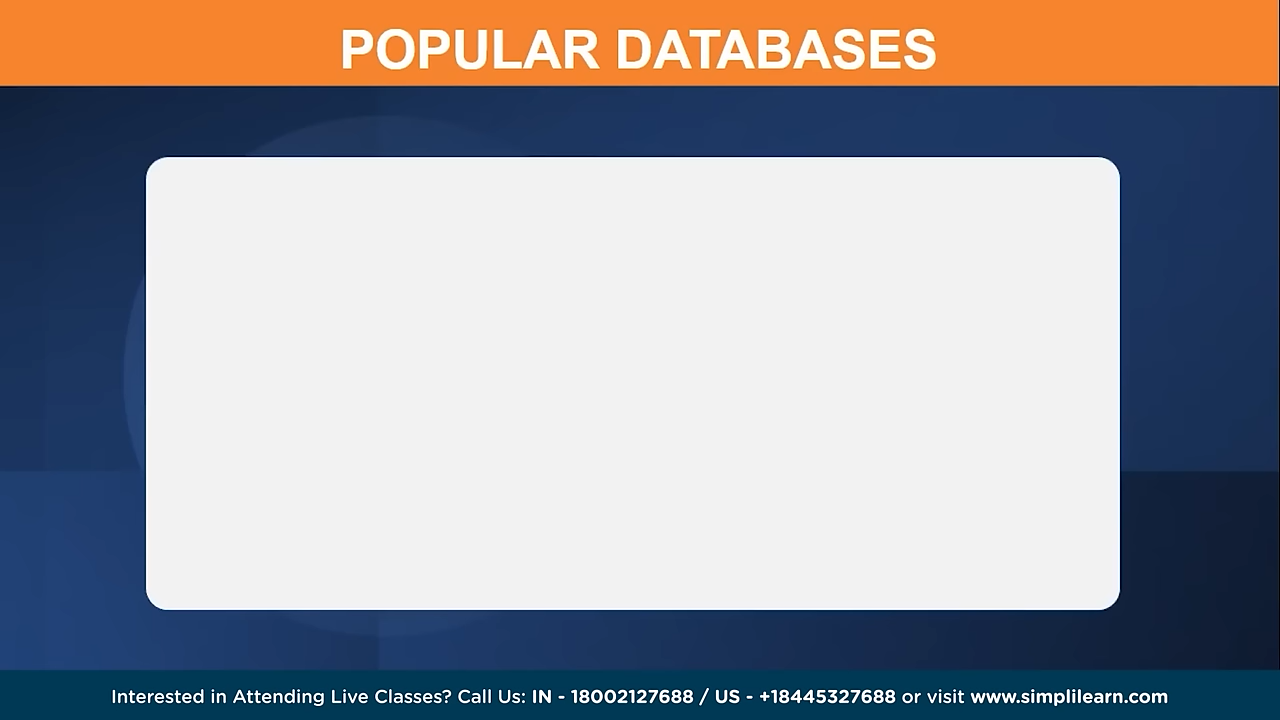 POPULAR DATABASES
Interested in Attending Live Classes? Call Us: IN - 18002127688 / US - +18445327688 or visit www.simplilearn.com